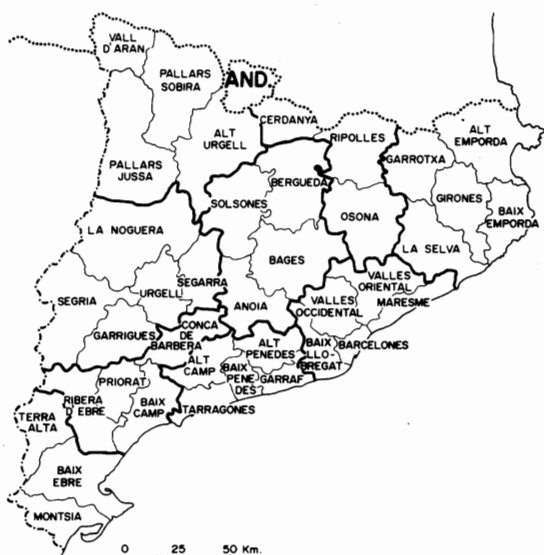 VALL
D'ARAN
PALLARS
SOBIRA
AND.
CERDANYA
ALT
URGELL
RIPOLLES
ALT
EMPORDA
GARROTXA
PALLARS
JUSSA
BERGUEDA
SOLSONES
GIRONES
OSONA
BAIX
EMPORDA
LA NOGUERA
LA SELVA
BAGES
SEGARRA
VALLES
ORIENTAL
URGELL
SEGRIA
ANOIA
VALLES
OCCIDENTAL
MARESME
CONCA
DE
BARBERA
GARRIGUES
ALT
PENEDES
BAIX
LLO-
BREGAT
BARCELONES
ALT
CAMP
BAIX
PENE
DES
GARRAF
PRIORAT
RIBERA
D'EBRE
BAIX
CAMP
TARRAGONES
TERRA
ALTA
BAIX
EBRE
MONTSIA
0 25 50 Km.